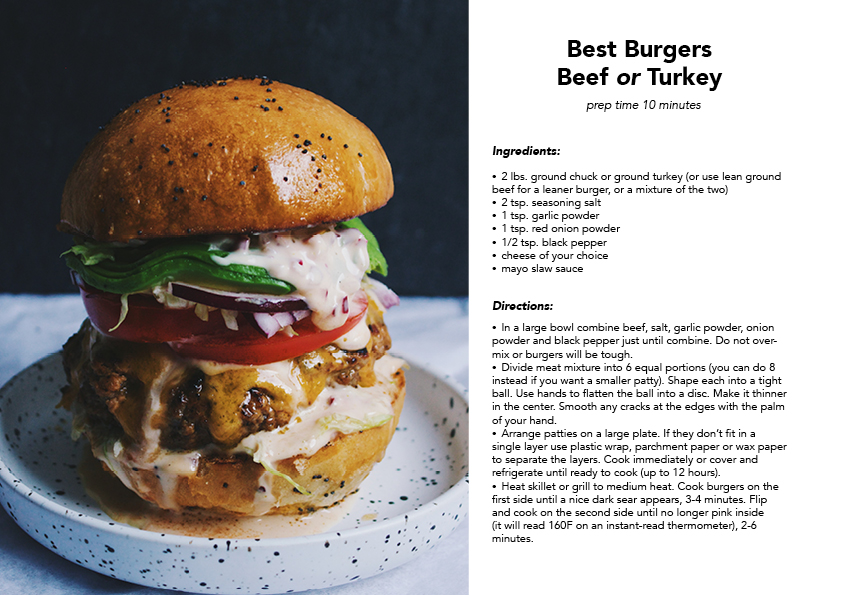 Best Burgers
Beef or Turkey
prep time 10 minutes
Ingredients:
• 2 lbs. ground chuck or ground turkey (or use lean ground
beef for a leaner burger, or a mixture of the two)
• 2 tsp. seasoning salt
• 1 tsp. garlic powder
• 1 tsp. red onion powder
• 1/2 tsp. black pepper
• cheese of your choice
• mayo slaw sauce
Directions:
• In a large bowl combine beef, salt, garlic powder, onion
powder and black pepper just until combine. Do not over-
mix or burgers will be tough.
• Divide meat mixture into 6 equal portions (you can do 8
instead if you want a smaller patty). Shape each into a tight
ball. Use hands to flatten the ball into a disc. Make it thinner
in the center. Smooth any cracks at the edges with the palm
of your hand.
• Arrange patties on a large plate. If they don't fit in a
single layer use plastic wrap, parchment paper or wax paper
to separate the layers. Cook immediately or cover and
refrigerate until ready to cook (up to 12 hours).
• Heat skillet or grill to medium heat. Cook burgers on the
first side until a nice dark sear appears, 3-4 minutes. Flip
and cook on the second side until no longer pink inside
(it will read 160F on an instant-read thermometer), 2-6
minutes.